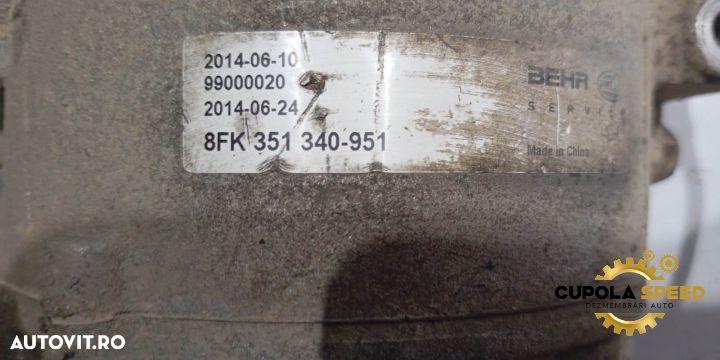 2014-06-10
99000020
2014-06-24
8FK 351 340-951
BEHR
SERVICE
Made in China
CUPOLA SPEED
DEZMEMBRĂRI AUTO
AUTOVIT.RO